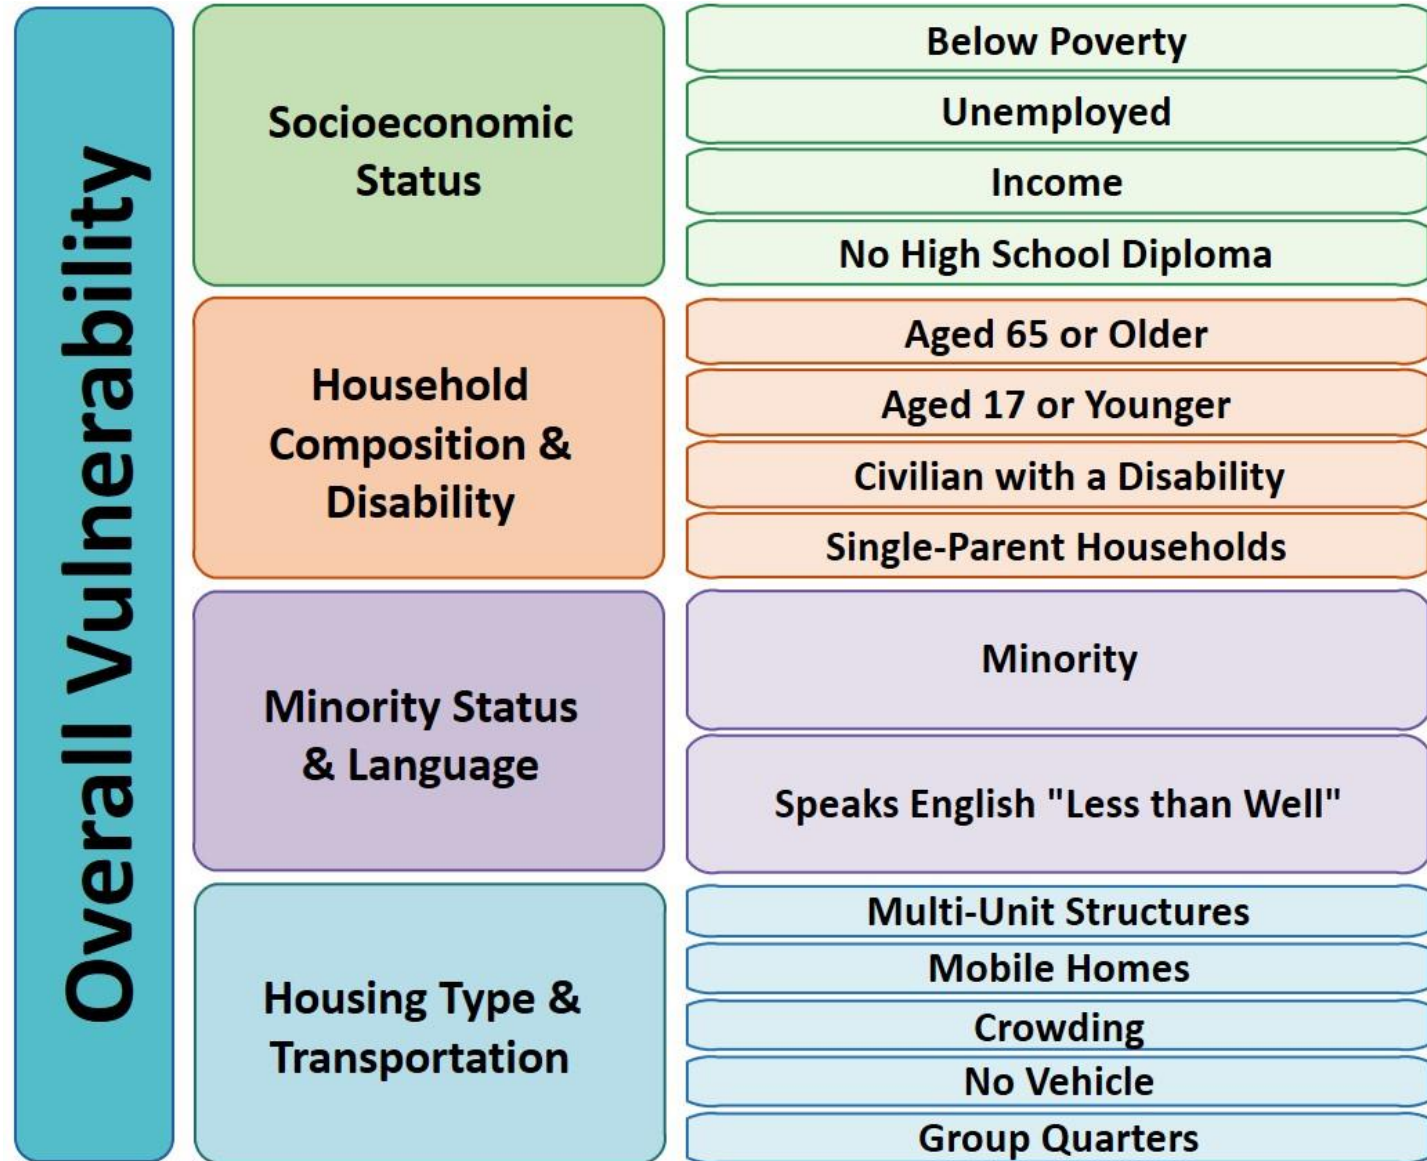 Overall Vulnerability
Socioeconomic
Status
Below Poverty
Unemployed
Income
No High School Diploma
Household
Composition &
Disability
Aged 65 or Older
Aged 17 or Younger
Civilian with a Disability
Single-Parent Households
Minority Status
& Language
Minority
Speaks English "Less than Well"
Housing Type &
Transportation
Multi-Unit Structures
Mobile Homes
Crowding
No Vehicle
Group Quarters